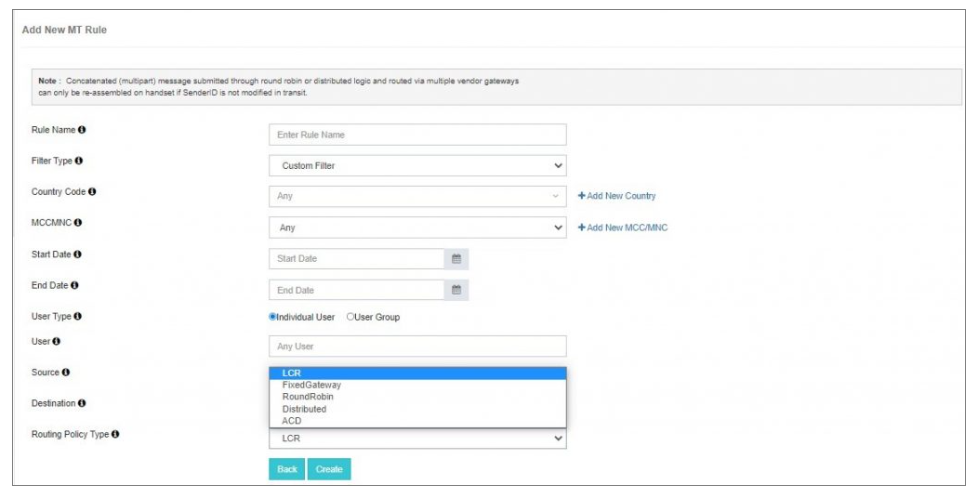 Add New MT Rule
Note : Concatenated (multipart) message submitted through round robin or distributed logic and routed via multiple vendor gateways
can only be re-assembled on handset if SenderID is not modified in transit.
Rule Name
Enter Rule Name
Filter Type
Custom Filter
Country Code
Any
+Add New Country
MCCMNC
Any
+Add New MCC/MNC
Start Date
Start Date
End Date
End Date
User Type
Individual User User Group
User
Any User
Source
LCR
FixedGateway
RoundRobin
Destination
Distributed
ACD
Routing Policy Type
LCR
Back Create